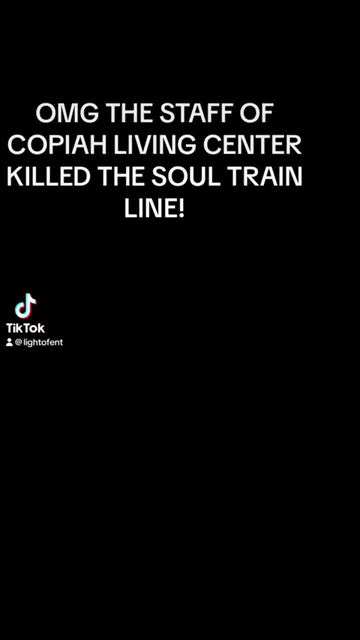 OMG THE STAFF OF
COPIAH LIVING CENTER
KILLED THE SOUL TRAIN
LINE!
TikTok
@lightofent